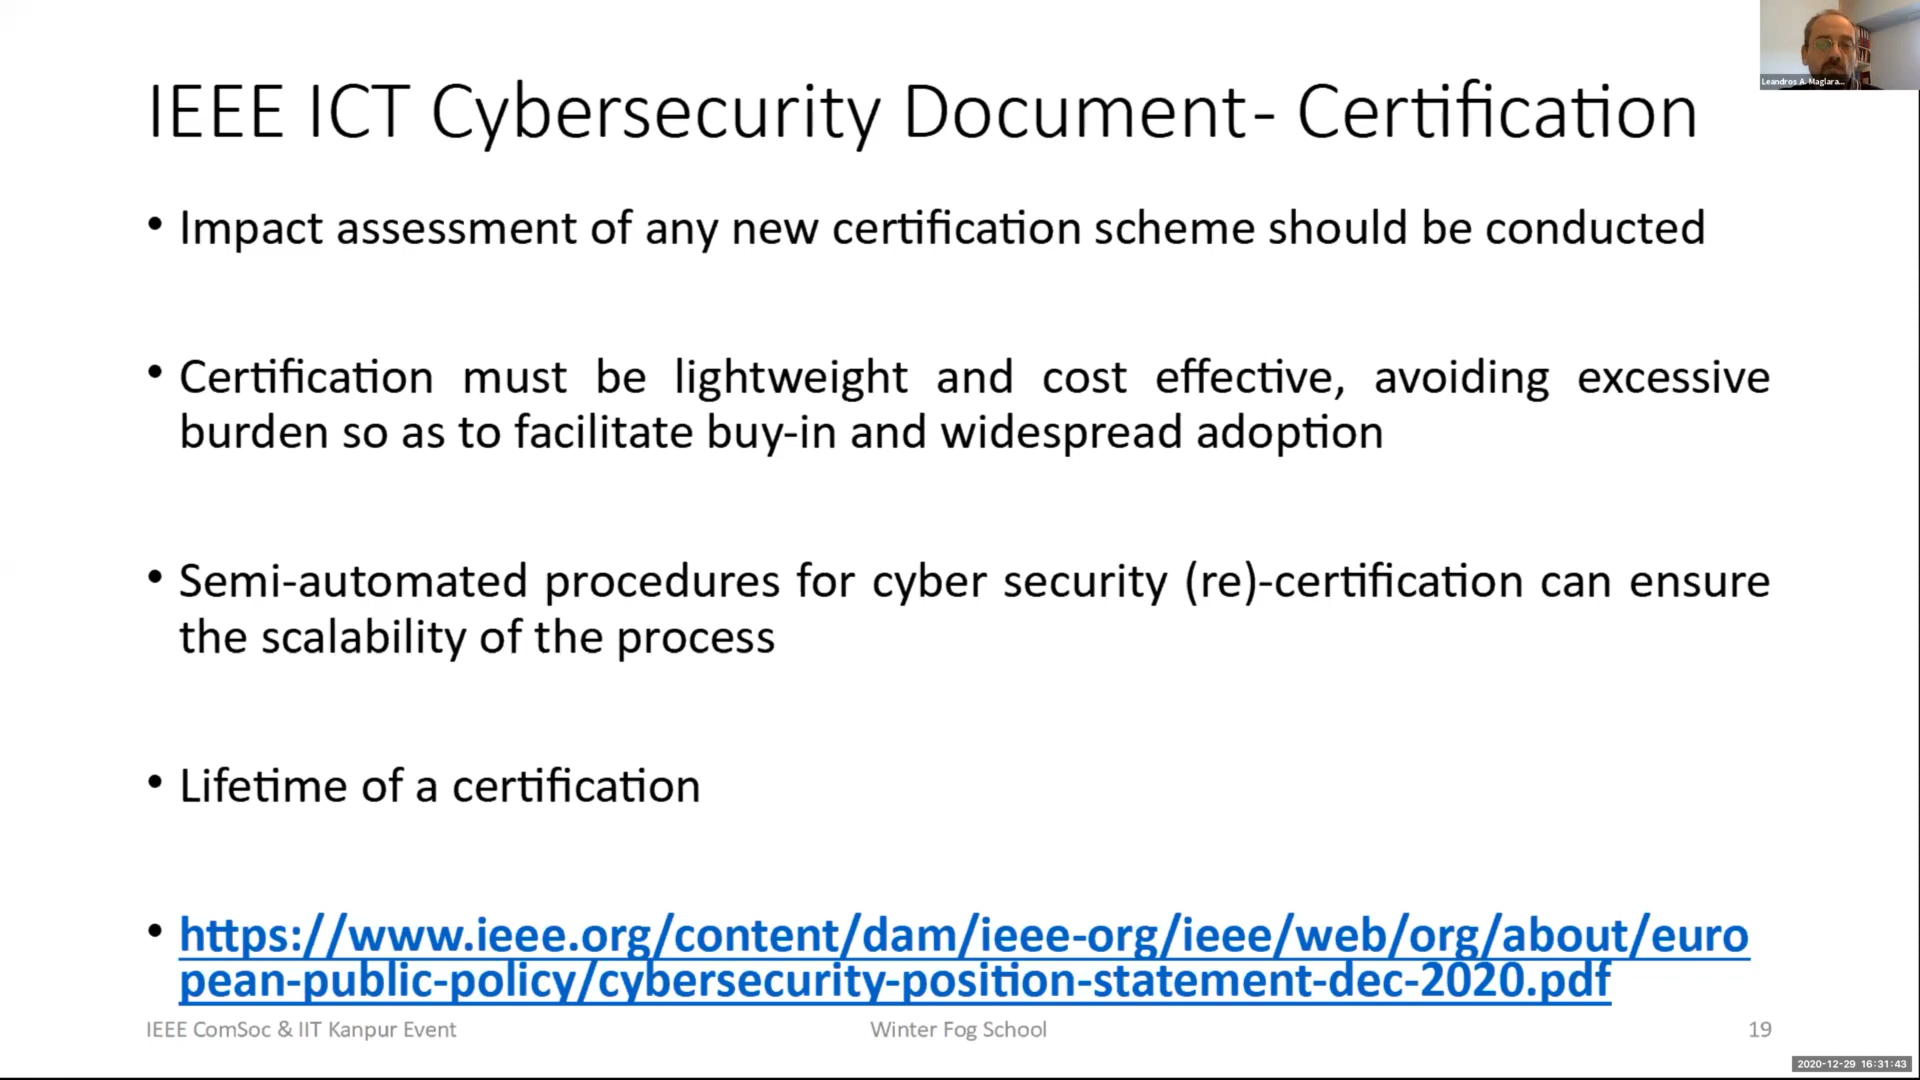 Leandros A. Maglara...
IEEE ICT Cybersecurity Document- Certification
• Impact assessment of any new certification scheme should be conducted
• Certification must be lightweight and cost effective, avoiding excessive
burden so as to facilitate buy-in and widespread adoption
• Semi-automated procedures for cyber security (re)-certification can ensure
the scalability of the process
• Lifetime of a certification
• https://www.ieee.org/content/dam/ieee-org/ieee/web/org/about/euro
pean-public-policy/cybersecurity-position-statement-dec-2020.pdf
IEEE ComSoc & IIT Kanpur Event
Winter Fog School
19
2020-12-29 16:31:43